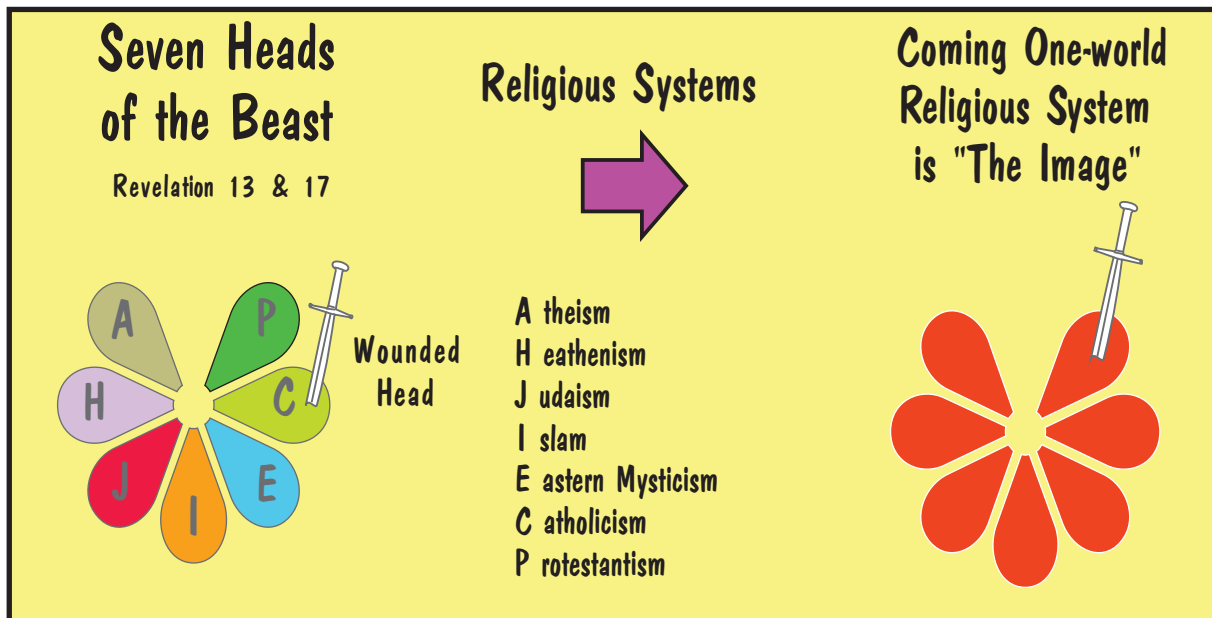 Seven Heads
of the Beast
Revelation 13 & 17
A
P
H
C
J
E
I
Wounded
Head
Religious Systems
A theism
H eathenism
J udaism
I slam
E astern Mysticism
C atholicism
P rotestantism
Coming One-world
Religious System
is "The Image"